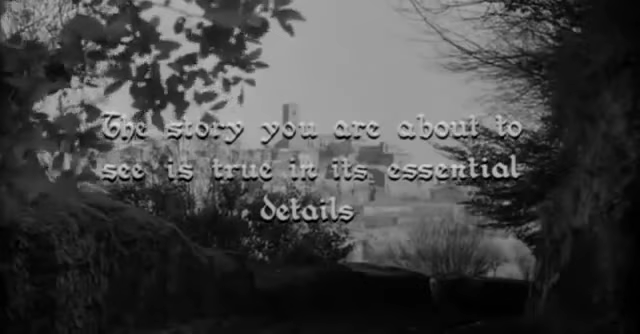 The story you are about to
see is true in its essential
details